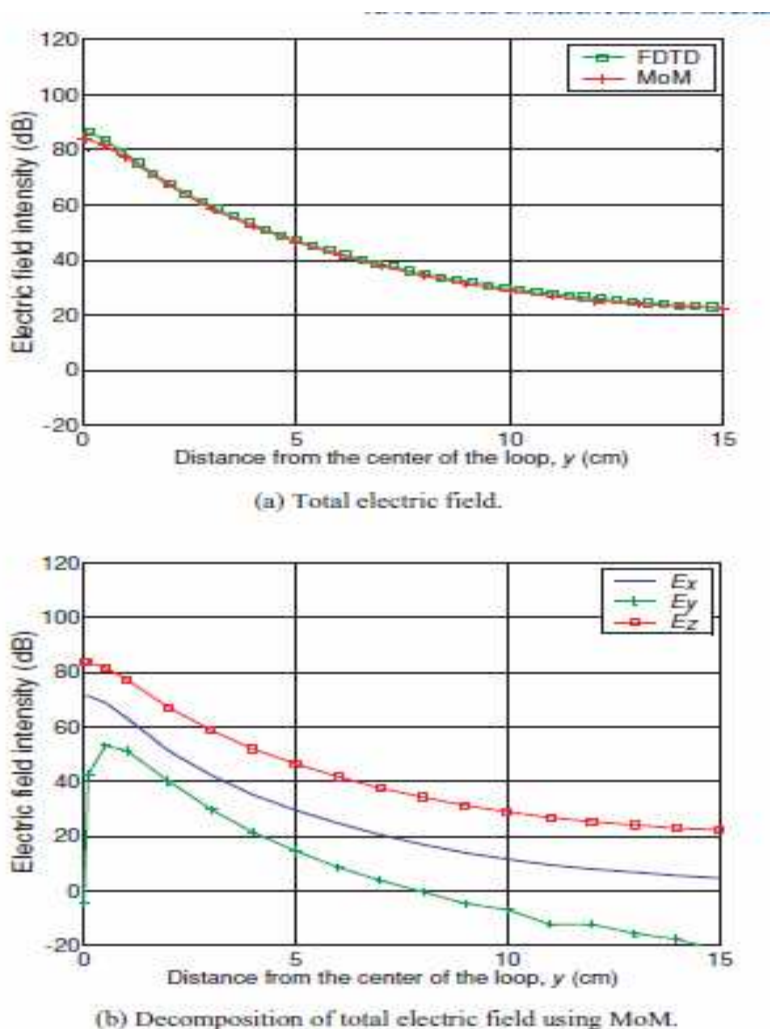 120
100
80
60
40
20
0
-20
Electric field intensity (dB)
FDTD
MoM
0 5 10 15
Distance from the center of the loop, y (cm)
(a) Total electric field.
120
100
80
60
40
20
0
-20
Electric field intensity (dB)
Ex
Ey
Ez
0 5 10 15
Distance from the center of the loop, y (cm)
(b) Decomposition of total electric field using MoM.